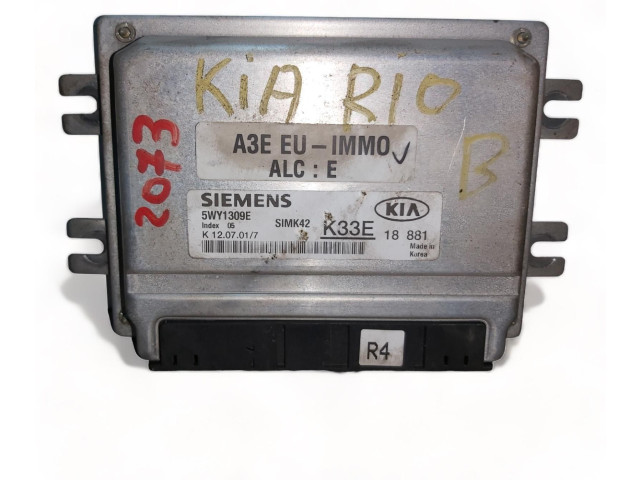 KIA RIO
B
2073
A3E EU-IMMO
ALC : E
SIEMENS
5WY1309E
Index 05
SIMK42
K 12.07.01/7
KIA
K33E
18 881
Made in
Korea
R4